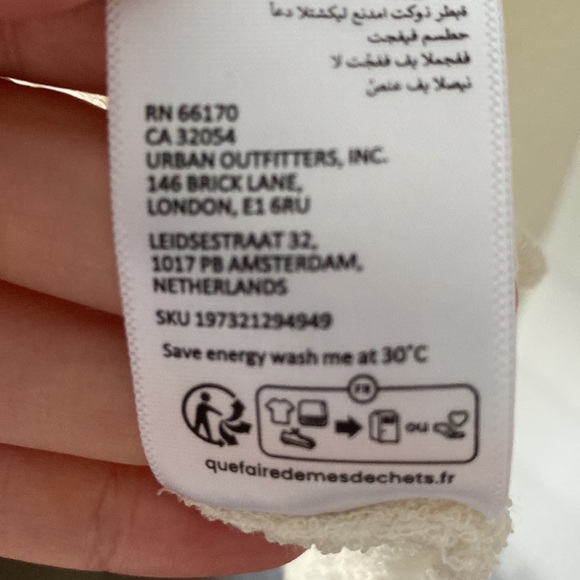 RN 66170
CA 32054
URBAN OUTFITTERS, INC.
146 BRICK LANE,
LONDON, E1 6RU
LEIDSESTRAAT 32,
1017 PB AMSTERDAM,
NETHERLANDS
SKU 197321294949
Save energy wash me at 30°C
FR
ou
quefairedemesdechets.fr